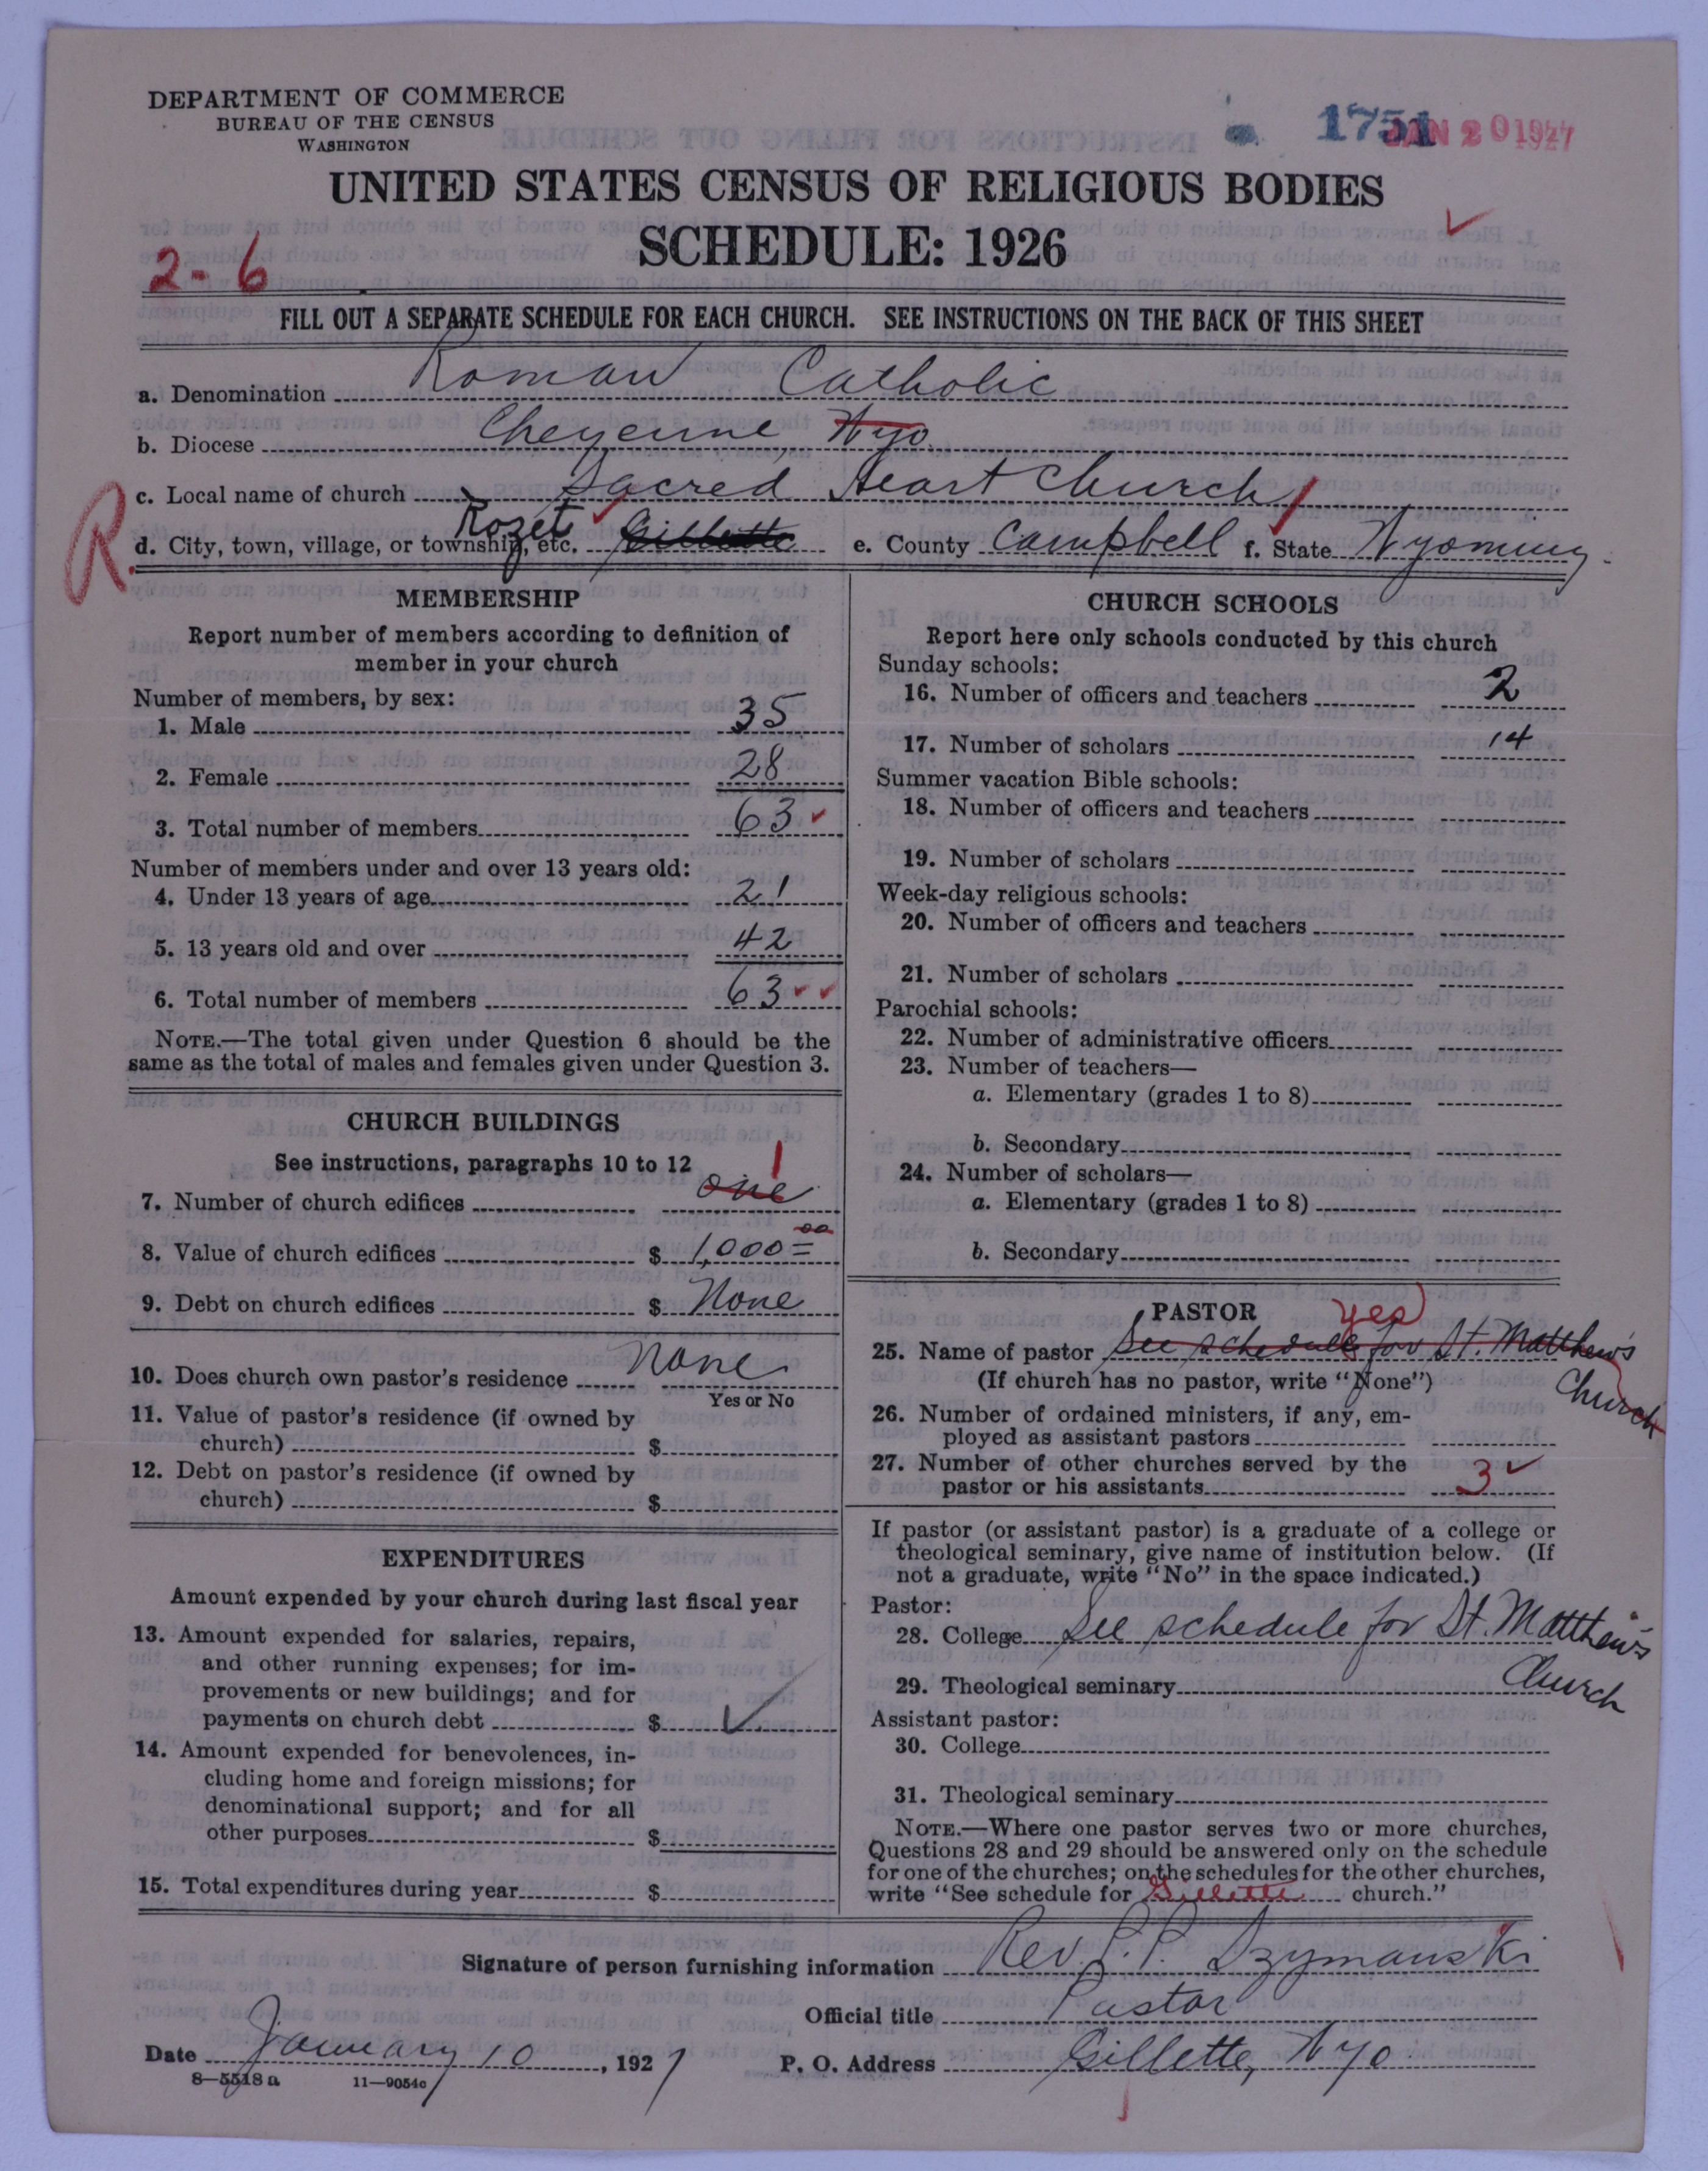 DEPARTMENT OF COMMERCE
BUREAU OF THE CENSUS
WASHINGTON
1751
JAN 20 1927
UNITED STATES CENSUS OF RELIGIOUS BODIES
SCHEDULE: 1926
2-6
FILL OUT A SEPARATE SCHEDULE FOR EACH CHURCH. SEE INSTRUCTIONS ON THE BACK OF THIS SHEET
a. Denomination Roman Catholic
b. Diocese Cheyenne, Wyo.
c. Local name of church Sacred Heart Church
R.
d. City, town, village, or township, etc. Rozet Gillette e. County Campbell f. State Wyoming
MEMBERSHIP
Report number of members according to definition of
member in your church
Number of members, by sex:
1. Male 35
2. Female 28
3. Total number of members 63
Number of members under and over 13 years old:
4. Under 13 years of age 21
5. 13 years old and over 42
6. Total number of members 63
NOTE.—The total given under Question 6 should be the
same as the total of males and females given under Question 3.
CHURCH BUILDINGS
See instructions, paragraphs 10 to 12
7. Number of church edifices one 1
8. Value of church edifices $ 1,000 00
9. Debt on church edifices $ None
10. Does church own pastor's residence None
Yes or No
11. Value of pastor's residence (if owned by
church) $
12. Debt on pastor's residence (if owned by
church) $
EXPENDITURES
Amount expended by your church during last fiscal year
13. Amount expended for salaries, repairs,
and other running expenses; for im-
provements or new buildings; and for
payments on church debt $
14. Amount expended for benevolences, in-
cluding home and foreign missions; for
denominational support; and for all
other purposes $
15. Total expenditures during year $
CHURCH SCHOOLS
Report here only schools conducted by this church
Sunday schools:
16. Number of officers and teachers 2
17. Number of scholars 14
Summer vacation Bible schools:
18. Number of officers and teachers
19. Number of scholars
Week-day religious schools:
20. Number of officers and teachers
21. Number of scholars
Parochial schools:
22. Number of administrative officers
23. Number of teachers—
a. Elementary (grades 1 to 8)
b. Secondary
24. Number of scholars—
a. Elementary (grades 1 to 8)
b. Secondary
PASTOR
yes
25. Name of pastor See schedule for St. Matthew's
Church
(If church has no pastor, write "None")
26. Number of ordained ministers, if any, em-
ployed as assistant pastors
27. Number of other churches served by the
pastor or his assistants 3
If pastor (or assistant pastor) is a graduate of a college or
theological seminary, give name of institution below. (If
not a graduate, write "No" in the space indicated.)
Pastor:
28. College See schedule for St. Matthew's
Church
29. Theological seminary
Assistant pastor:
30. College
31. Theological seminary
NOTE.—Where one pastor serves two or more churches,
Questions 28 and 29 should be answered only on the schedule
for one of the churches; on the schedules for the other churches,
write "See schedule for Gillette church."
Signature of person furnishing information Rev. P. P. Szymanski
Official title Pastor
Date January 10, 1927
P. O. Address Gillette, Wyo.
8—5518 a 11—9054c